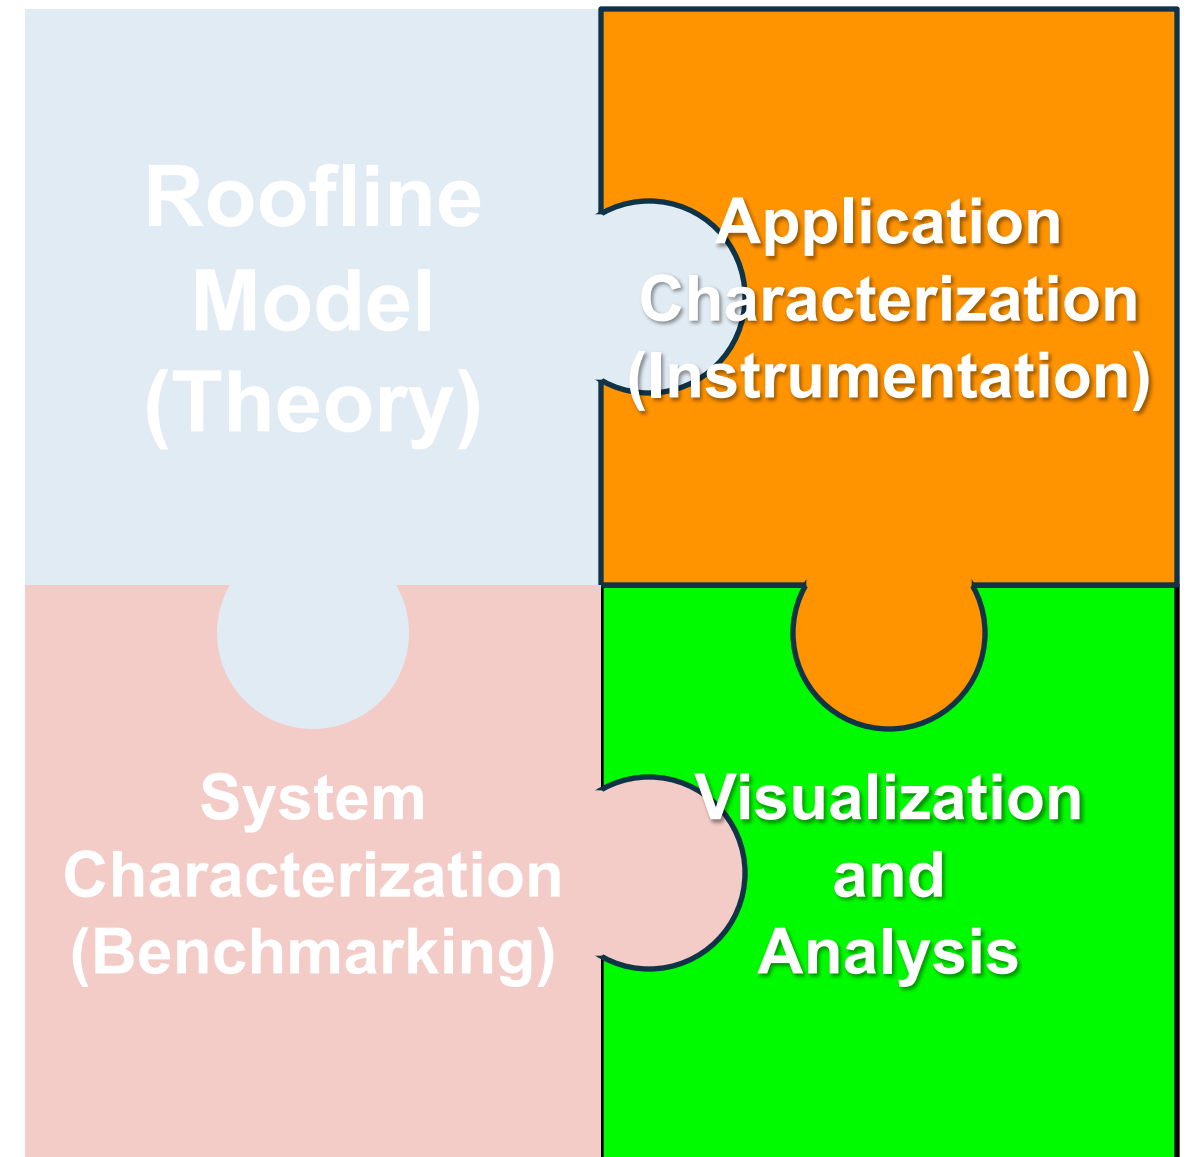 Roofline
Model
(Theory)
Application
Characterization
(Instrumentation)
System
Characterization
(Benchmarking)
Visualization
and
Analysis